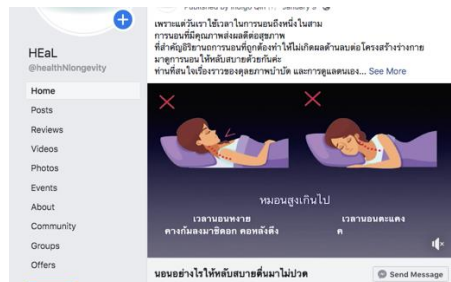 เพราะแต่ละวันเราใช้เวลาในการนอนถึงหนึ่งในสาม
การนอนที่มีคุณภาพส่งผลดีต่อสุขภาพ
ที่สำคัญอิริยาบถการนอนที่ถูกต้องทำให้ไม่เกิดผลด้านลบต่อโครงสร้างร่างกาย
มาดูการนอนให้หลับสบายด้วยกันค่ะ
ท่านที่สนใจเรื่องราวของดุลยภาพบำบัด และการดูแลตนเอง... See More
HEaL
@healthNlongevity
Home
Posts
Reviews
Videos
Photos
Events
About
Community
Groups
Offers
หมอนสูงเกินไป
เวลานอนหงาย
คางก้มลงมาชิดอก คอหลังตึง
เวลานอนตะแคง
ค
นอนอย่างไรให้หลับสบายตื่นมาไม่ปวด
Send Message